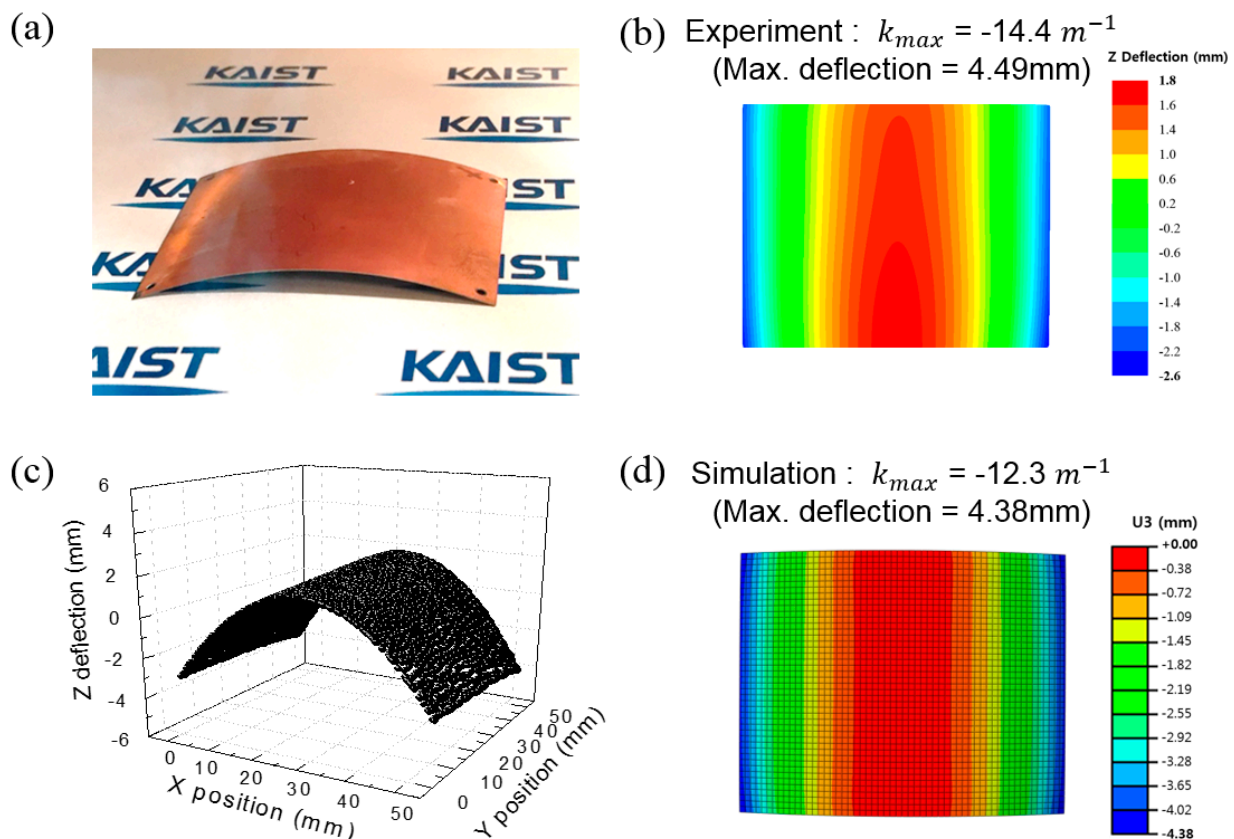 (a)
KAIST KAIST
KAIST KAIST
KA
KA
KA
KAIST KAIST
(b) Experiment : k_max = -14.4 m⁻¹
(Max. deflection = 4.49mm)
Z Deflection (mm)
1.8
1.6
1.4
1.0
0.6
0.2
-0.2
-0.6
-1.0
-1.4
-1.8
-2.2
-2.6
(c)
Z deflection (mm)
6
4
2
0
-2
-4
-6
0 10 20 30 40 50
X position (mm)
0 10 20 30 40 50
Y position (mm)
(d) Simulation : k_max = -12.3 m⁻¹
(Max. deflection = 4.38mm)
U3 (mm)
+0.00
-0.38
-0.72
-1.09
-1.45
-1.82
-2.19
-2.55
-2.92
-3.28
-3.65
-4.02
-4.38